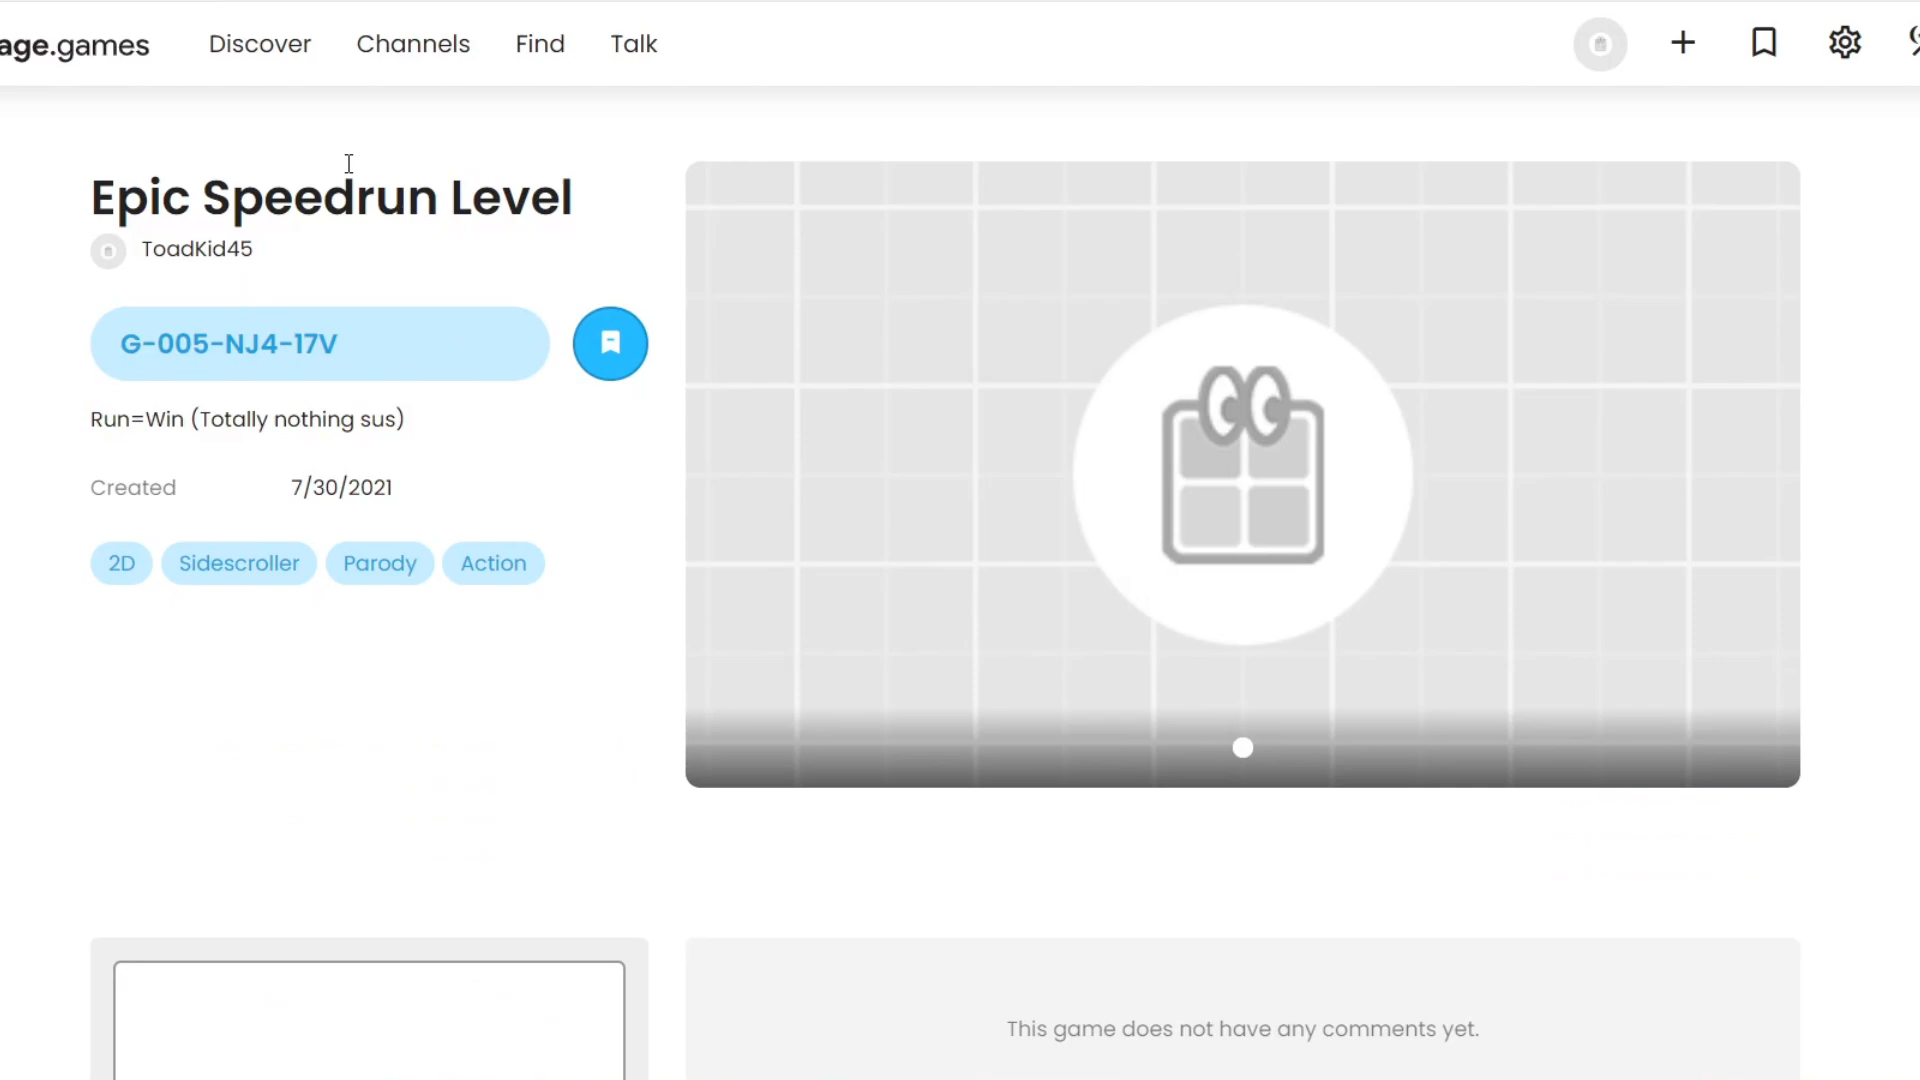 age.games
Discover
Channels
Find
Talk
Epic Speedrun Level
ToadKid45
G-005-NJ4-17V
Run=Win (Totally nothing sus)
Created 7/30/2021
2D Sidescroller Parody Action
This game does not have any comments yet.